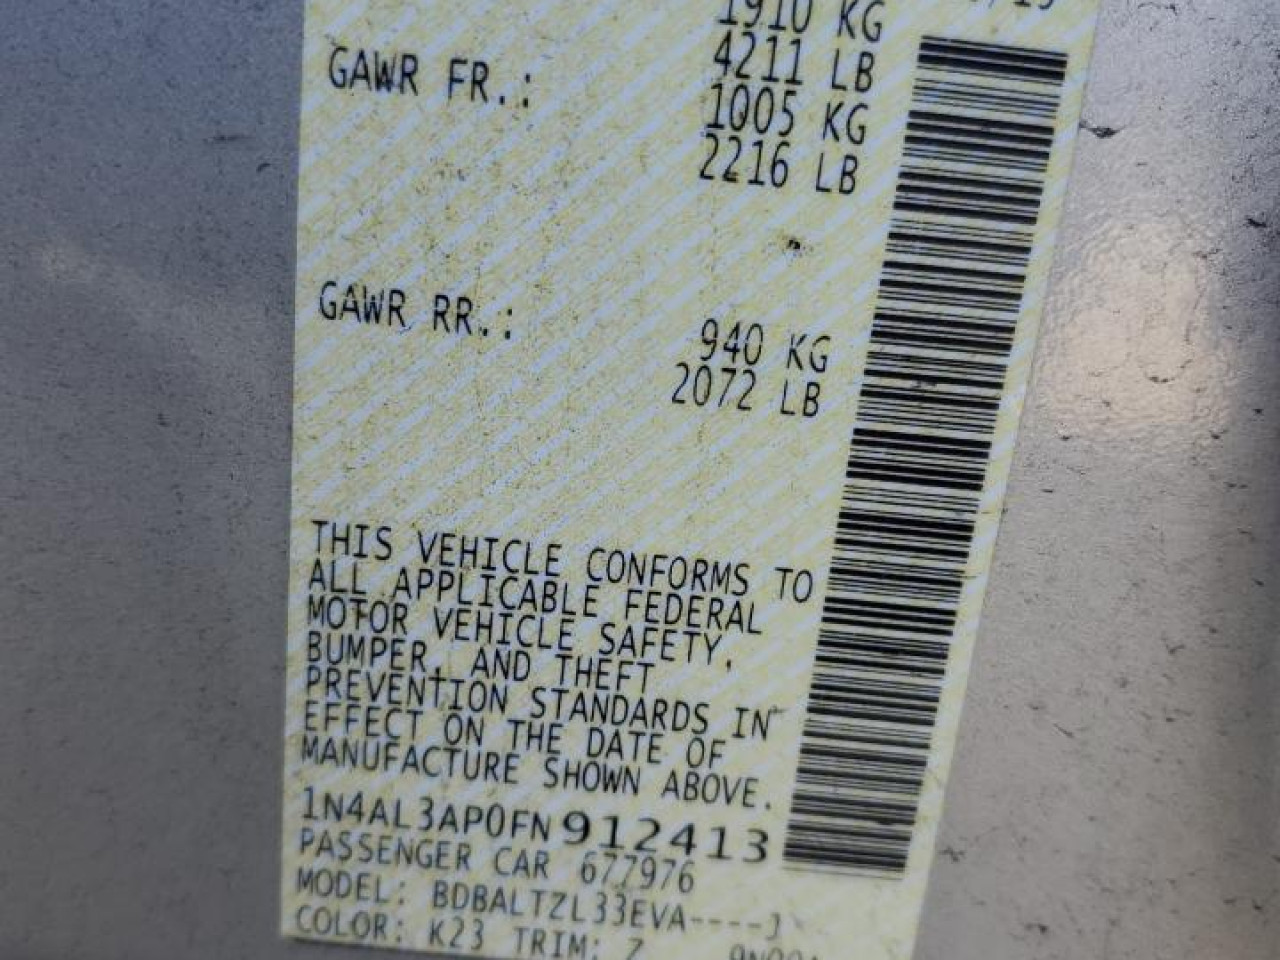 1910 KG
4211 LB
GAWR FR.:
1005 KG
2216 LB
GAWR RR.:
940 KG
2072 LB
THIS VEHICLE CONFORMS TO
ALL APPLICABLE FEDERAL
MOTOR VEHICLE SAFETY,
BUMPER, AND THEFT
PREVENTION STANDARDS IN
EFFECT ON THE DATE OF
MANUFACTURE SHOWN ABOVE.
1N4AL3AP0FN912413
PASSENGER CAR 677976
MODEL: BDBALTZL33EVA----J
COLOR: K23 TRIM: Z